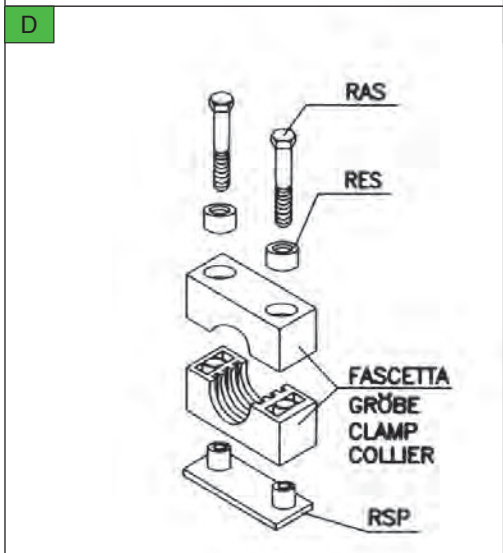 D
RAS
RES
FASCETTA
GRÖBE
CLAMP
COLLIER
RSP